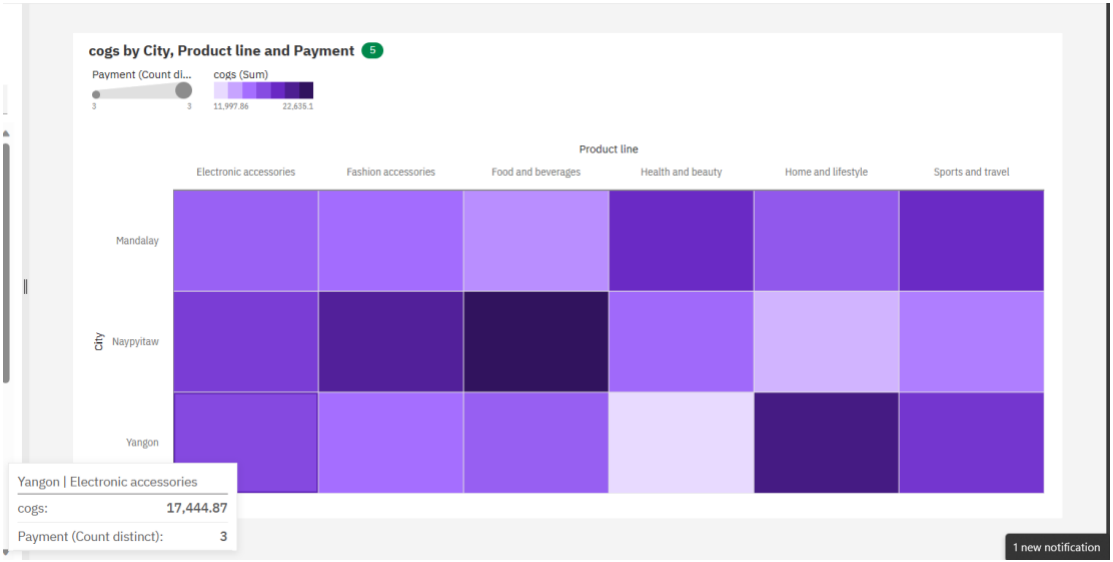 cogs by City, Product line and Payment 5
Payment (Count di... cogs (Sum)
3 3 11,997.86 22,635.1
Product line
Electronic accessories Fashion accessories Food and beverages Health and beauty Home and lifestyle Sports and travel
Mandalay
City
Naypyitaw
Yangon
Yangon | Electronic accessories
cogs: 17,444.87
Payment (Count distinct): 3
1 new notification